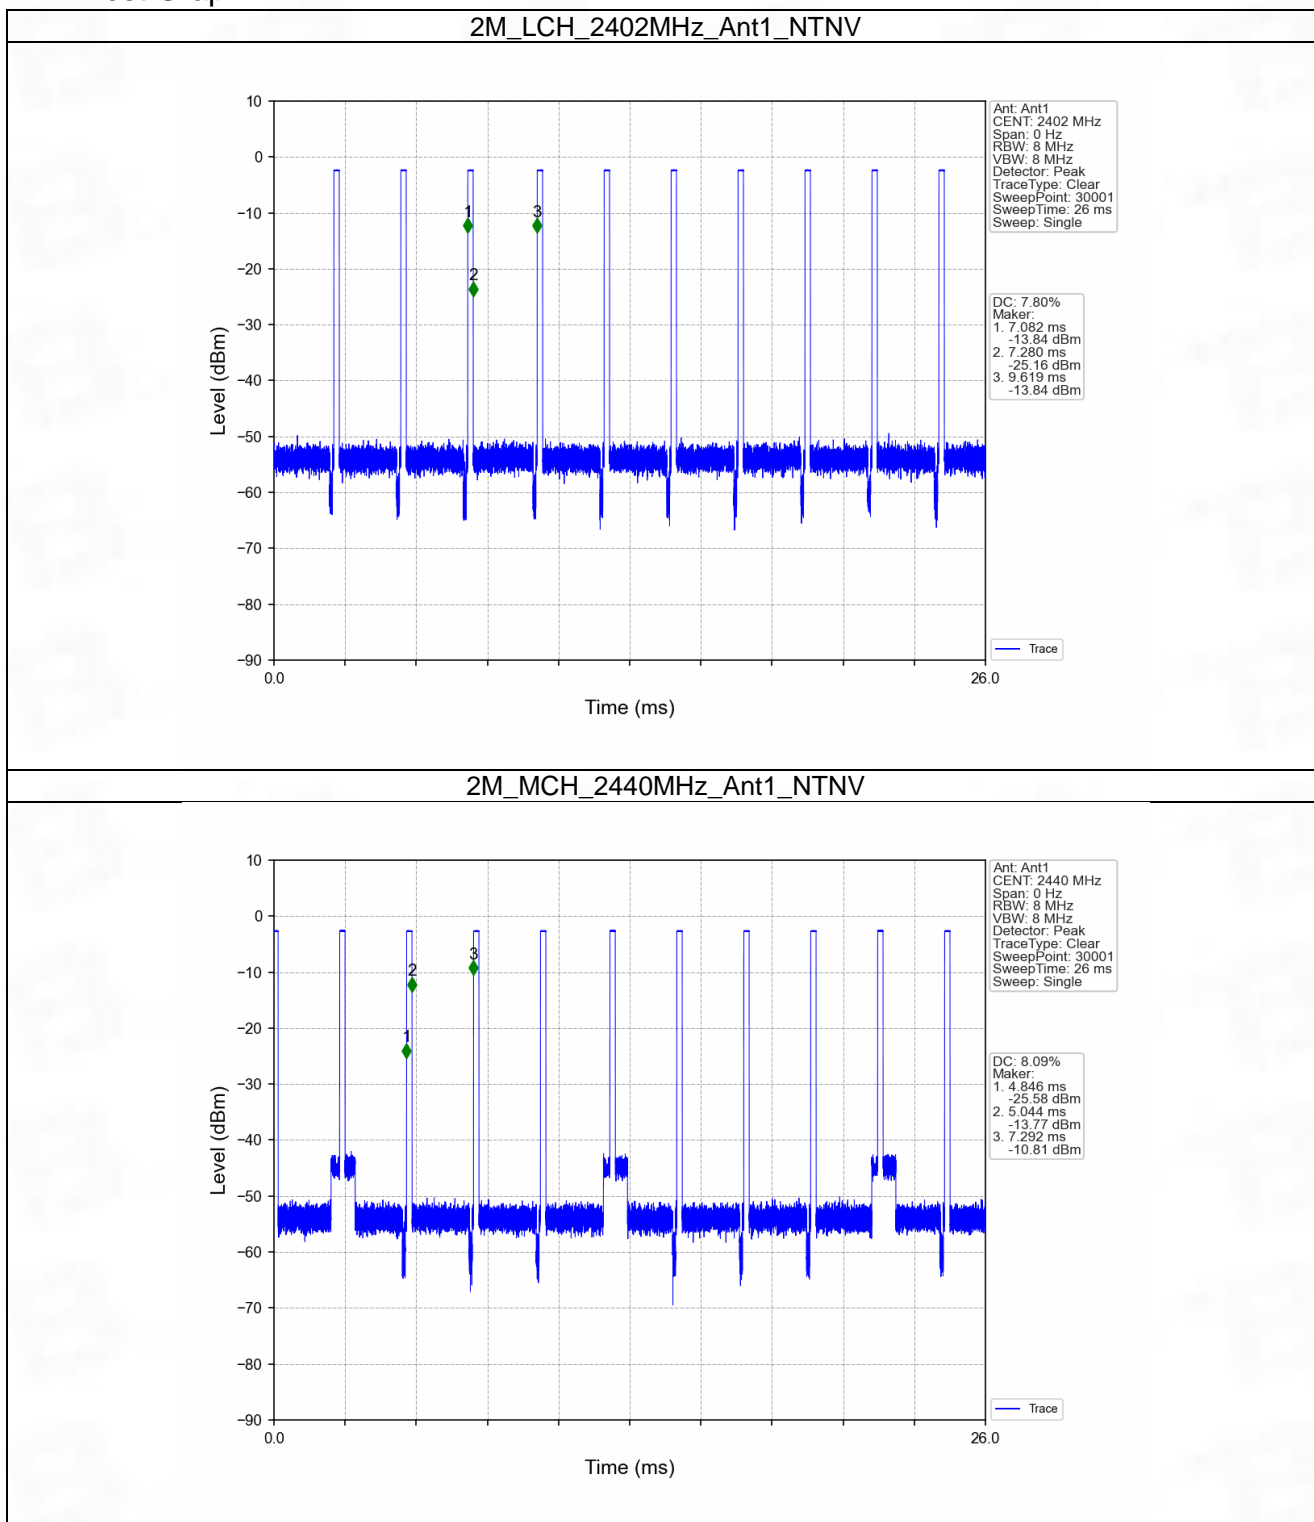 2M_LCH_2402MHz_Ant1_NTNV
10
0
−10
−20
−30
−40
−50
−60
−70
−80
−90
Level (dBm)
1
2
3
0.0
26.0
Time (ms)
Ant: Ant1
CENT: 2402 MHz
Span: 0 Hz
RBW: 8 MHz
VBW: 8 MHz
Detector: Peak
TraceType: Clear
SweepPoint: 30001
SweepTime: 26 ms
Sweep: Single
DC: 7.80%
Maker:
1. 7.082 ms
-13.84 dBm
2. 7.280 ms
-25.16 dBm
3. 9.619 ms
-13.84 dBm
Trace
2M_MCH_2440MHz_Ant1_NTNV
10
0
−10
−20
−30
−40
−50
−60
−70
−80
−90
Level (dBm)
1
2
3
0.0
26.0
Time (ms)
Ant: Ant1
CENT: 2440 MHz
Span: 0 Hz
RBW: 8 MHz
VBW: 8 MHz
Detector: Peak
TraceType: Clear
SweepPoint: 30001
SweepTime: 26 ms
Sweep: Single
DC: 8.09%
Maker:
1. 4.846 ms
-25.58 dBm
2. 5.044 ms
-13.77 dBm
3. 7.292 ms
-10.81 dBm
Trace